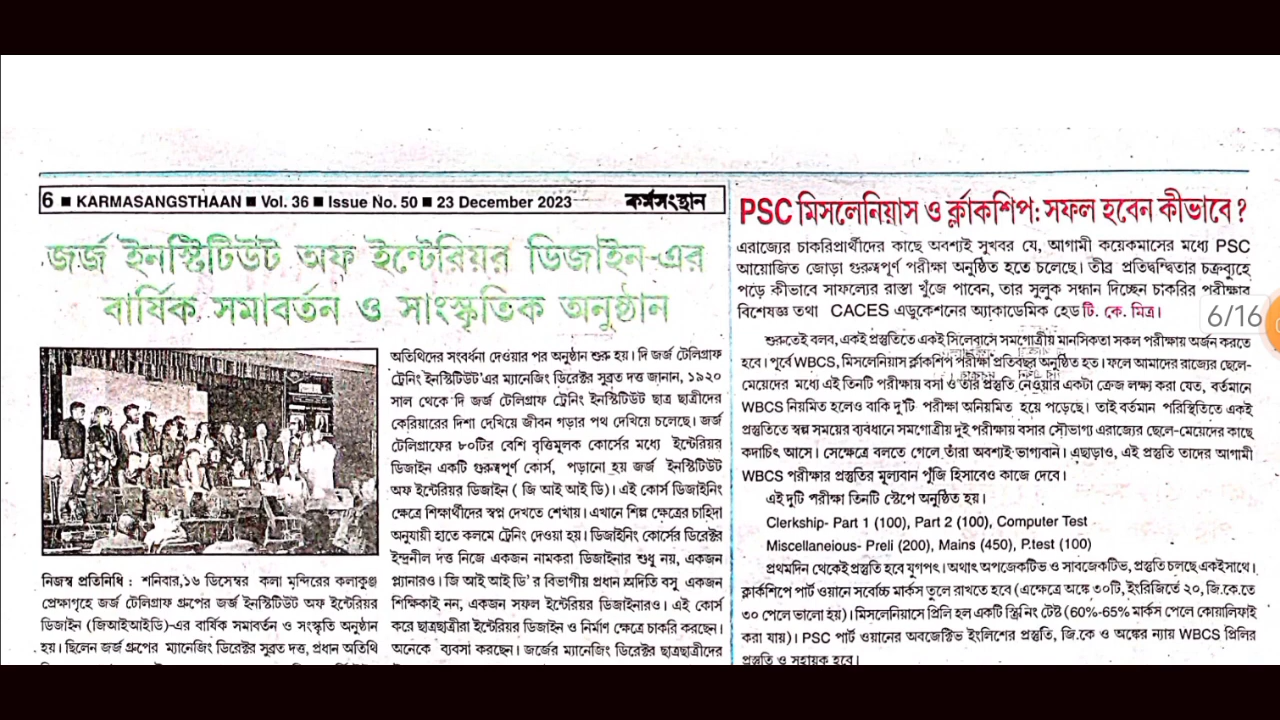 6 ■ KARMASANGSTHAAN ■ Vol. 36 ■ Issue No. 50 ■ 23 December 2023 কর্মসংস্থান
জর্জ ইনস্টিটিউট অফ ইন্টেরিয়র ডিজাইন-এর
বার্ষিক সমাবর্তন ও সাংস্কৃতিক অনুষ্ঠান
নিজস্ব প্রতিনিধি : শনিবার,১৬ ডিসেম্বর কলা মন্দিরের কলাকুঞ্জ
প্রেক্ষাগৃহে জর্জ টেলিগ্রাফ গ্রুপের জর্জ ইনস্টিটিউট অফ ইন্টেরিয়র
ডিজাইন (জিআইআইডি)-এর বার্ষিক সমাবর্তন ও সংস্কৃতি অনুষ্ঠান
হয়। ছিলেন জর্জ গ্রুপের ম্যানেজিং ডিরেক্টর সুব্রত দত্ত, প্রধান অতিথি
অতিথিদের সংবর্ধনা দেওয়ার পর অনুষ্ঠান শুরু হয়। দি জর্জ টেলিগ্রাফ
ট্রেনিং ইনস্টিটিউট'এর ম্যানেজিং ডিরেক্টর সুব্রত দত্ত জানান, ১৯২০
সাল থেকে দি জর্জ টেলিগ্রাফ ট্রেনিং ইনস্টিটিউট ছাত্র ছাত্রীদের
কেরিয়ারের দিশা দেখিয়ে জীবন গড়ার পথ দেখিয়ে চলেছে। জর্জ
টেলিগ্রাফের ৮০টির বেশি বৃত্তিমূলক কোর্সের মধ্যে ইন্টেরিয়র
ডিজাইন একটি গুরুত্বপূর্ণ কোর্স, পড়ানো হয় জর্জ ইনস্টিটিউট
অফ ইন্টেরিয়র ডিজাইন ( জি আই আই ডি)। এই কোর্স ডিজাইনিং
ক্ষেত্রে শিক্ষার্থীদের স্বপ্ন দেখতে শেখায়। এখানে শিল্প ক্ষেত্রের চাহিদা
অনুযায়ী হাতে কলমে ট্রেনিং দেওয়া হয়। ডিজাইনিং কোর্সের ডিরেক্টর
ইন্দ্রনীল দত্ত নিজে একজন নামকরা ডিজাইনার শুধু নয়, একজন
প্ল্যানারও। জি আই আই ডি' র বিভাগীয় প্রধান অদিতি বসু একজন
শিক্ষিকাই নন, একজন সফল ইন্টেরিয়র ডিজাইনারও। এই কোর্স
করে ছাত্রছাত্রীরা ইন্টেরিয়র ডিজাইন ও নির্মাণ ক্ষেত্রে চাকরি করছেন।
অনেকে ব্যবসা করছেন। জর্জের ম্যানেজিং ডিরেক্টর ছাত্রছাত্রীদের
PSC মিসলেনিয়াস ও ক্লার্কশিপ: সফল হবেন কীভাবে ?
এরাজ্যের চাকরিপ্রার্থীদের কাছে অবশ্যই সুখবর যে, আগামী কয়েকমাসের মধ্যে PSC
আয়োজিত জোড়া গুরুত্বপূর্ণ পরীক্ষা অনুষ্ঠিত হতে চলেছে। তীব্র প্রতিদ্বন্দ্বিতার চক্রব্যুহে
পড়ে কীভাবে সাফল্যের রাস্তা খুঁজে পাবেন, তার সুলুক সন্ধান দিচ্ছেন চাকরির পরীক্ষার
বিশেষজ্ঞ তথা CACES এডুকেশনের অ্যাকাডেমিক হেড টি. কে. মিত্র।
6/16
শুরুতেই বলব, একই প্রস্তুতিতে একই সিলেবাসে সমগোত্রীয় মানসিকতা সকল পরীক্ষায় অর্জন করতে
হবে। পূর্বে WBCS, মিসলেনিয়াস ক্লার্কশিপ পরীক্ষা প্রতিবছর অনুষ্ঠিত হত। ফলে আমাদের রাজ্যের ছেলে-
মেয়েদের মধ্যে এই তিনটি পরীক্ষায় বসা ও তার প্রস্তুতি নেওয়ার একটা ক্রেজ লক্ষ্য করা যেত, বর্তমানে
WBCS নিয়মিত হলেও বাকি দু'টি পরীক্ষা অনিয়মিত হয়ে পড়েছে। তাই বর্তমান পরিস্থিতিতে একই
প্রস্তুতিতে স্বল্প সময়ের ব্যবধানে সমগোত্রীয় দুই পরীক্ষায় বসার সৌভাগ্য এরাজ্যের ছেলে-মেয়েদের কাছে
কদাচিৎ আসে। সেক্ষেত্রে বলতে গেলে তাঁরা অবশ্যই ভাগ্যবান। এছাড়াও, এই প্রস্তুতি তাদের আগামী
WBCS পরীক্ষার প্রস্তুতির মূল্যবান পুঁজি হিসাবেও কাজে দেবে।
এই দুটি পরীক্ষা তিনটি স্টেপে অনুষ্ঠিত হয়।
Clerkship- Part 1 (100), Part 2 (100), Computer Test
Miscellaneious- Preli (200), Mains (450), P.test (100)
প্রথমদিন থেকেই প্রস্তুতি হবে যুগপৎ। অর্থাৎ অপজেকটিভ ও সাবজেকটিভ, প্রস্তুতি চলছে একইসাথে।
ক্লার্কশিপে পার্ট ওয়ানে সর্বোচ্চ মার্কস তুলে রাখতে হবে (এক্ষেত্রে অঙ্কে ৩০টি, ইংরিজিতে ২০, জি.কে.তে
৩০ পেলে ভালো হয়)। মিসলেনিয়াসে প্রিলি হল একটি স্ক্রিনিং টেস্ট (60%-65% মার্কস পেলে কোয়ালিফাই
করা যায়)। PSC পার্ট ওয়ানের অবজেক্টিভ ইংলিশের প্রস্তুতি, জি.কে ও অঙ্কের ন্যায় WBCS প্রিলির
প্রস্তুতি ও সহায়ক হবে।